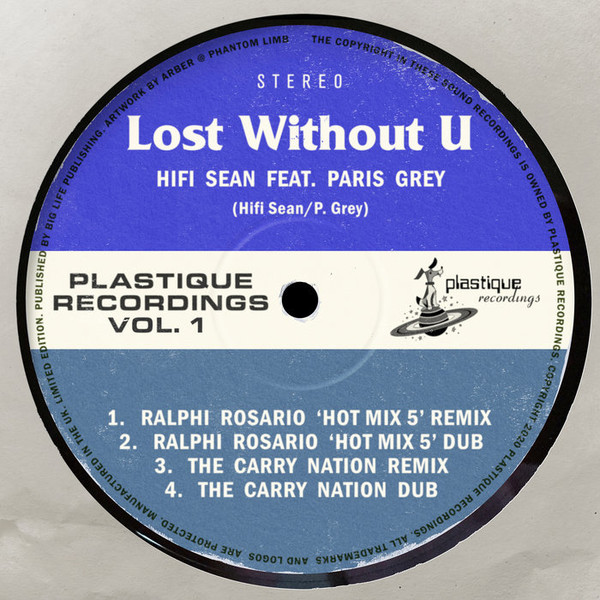 STEREO
Lost Without U
HIFI SEAN FEAT. PARIS GREY
(Hifi Sean/P. Grey)
PLASTIQUE
RECORDINGS
VOL. 1
plastique
recordings
1. RALPHI ROSARIO ‘HOT MIX 5’ REMIX
2. RALPHI ROSARIO ‘HOT MIX 5’ DUB
3. THE CARRY NATION REMIX
4. THE CARRY NATION DUB
THE COPYRIGHT IN THESE SOUND RECORDINGS IS OWNED BY PLASTIQUE RECORDINGS. COPYRIGHT 2020 PLASTIQUE RECORDINGS. ALL TRADEMARKS AND LOGOS ARE PROTECTED. MANUFACTURED IN THE UK. LIMITED EDITION. PUBLISHED BY BIG LIFE PUBLISHING. ARTWORK BY ARBER @ PHANTOM LIMB